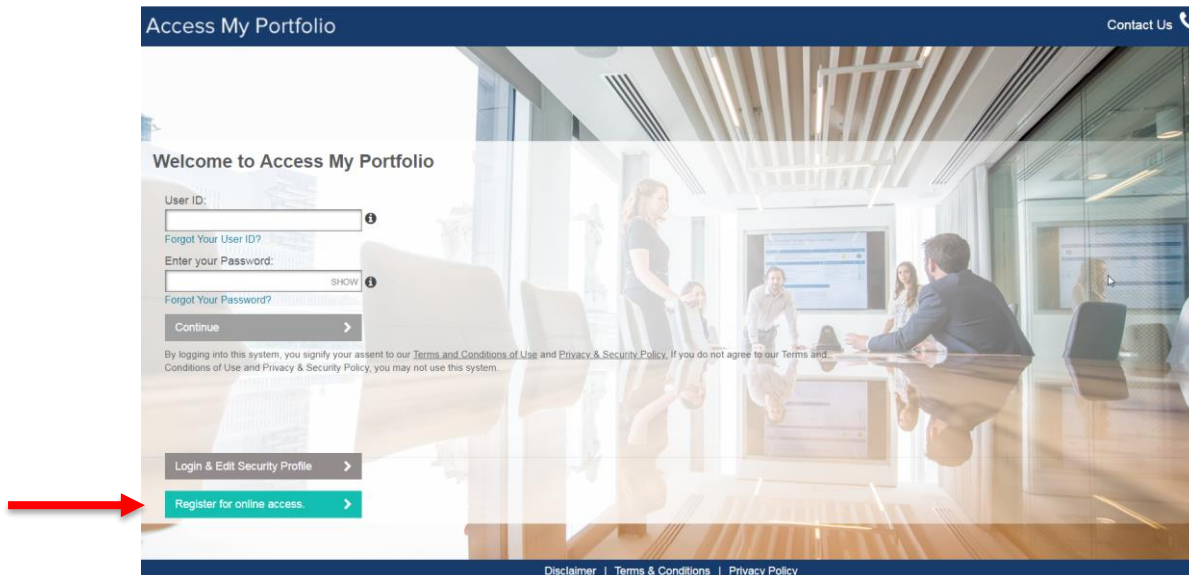 Access My Portfolio
Contact Us
Welcome to Access My Portfolio
User ID:
Forgot Your User ID?
Enter your Password:
SHOW
Forgot Your Password?
Continue
By logging into this system, you signify your assent to our Terms and Conditions of Use and Privacy & Security Policy. If you do not agree to our Terms and
Conditions of Use and Privacy & Security Policy, you may not use this system.
Login & Edit Security Profile
Register for online access.
Disclaimer | Terms & Conditions | Privacy Policy